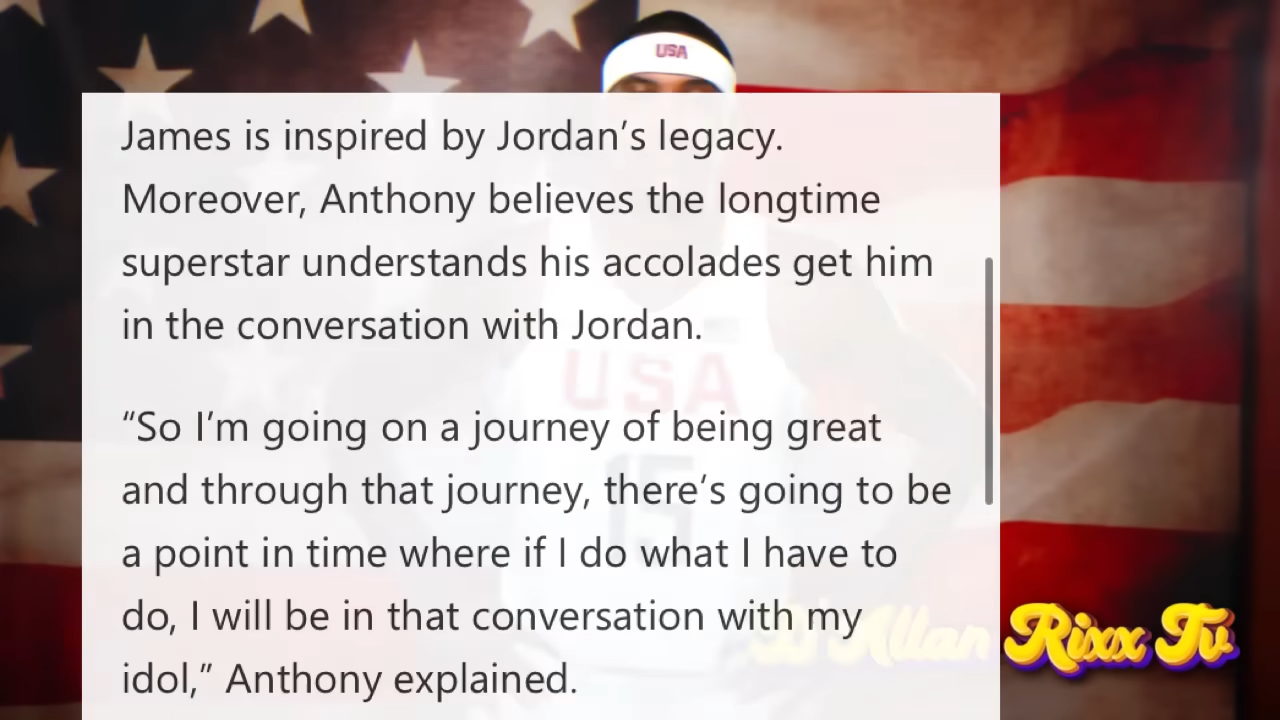 USA
James is inspired by Jordan’s legacy.
Moreover, Anthony believes the longtime
superstar understands his accolades get him
in the conversation with Jordan.
USA
“So I’m going on a journey of being great
and through that journey, there’s going to be
15
a point in time where if I do what I have to
do, I will be in that conversation with my
Allan Rixx Tv
idol,” Anthony explained.